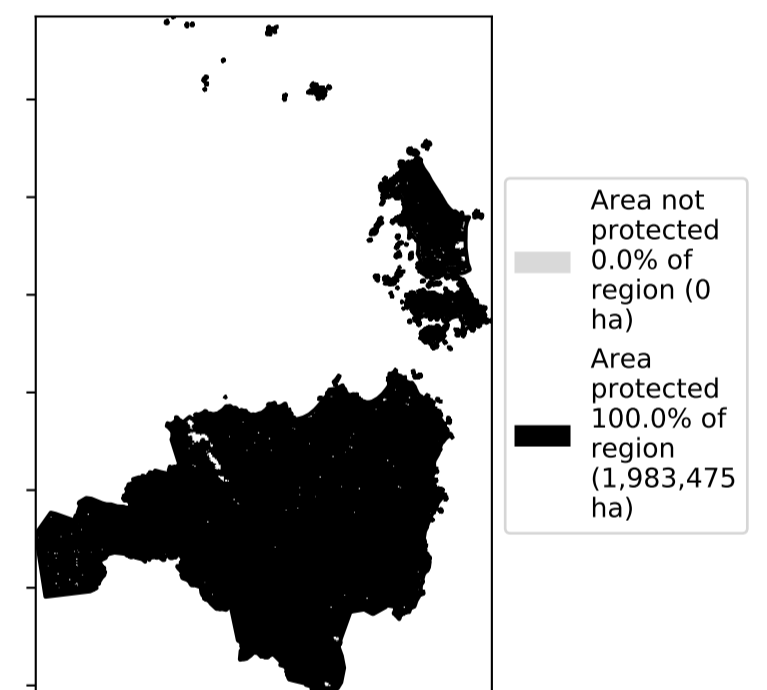 Area not
protected
0.0% of
region (0
ha)
Area
protected
100.0% of
region
(1,983,475
ha)